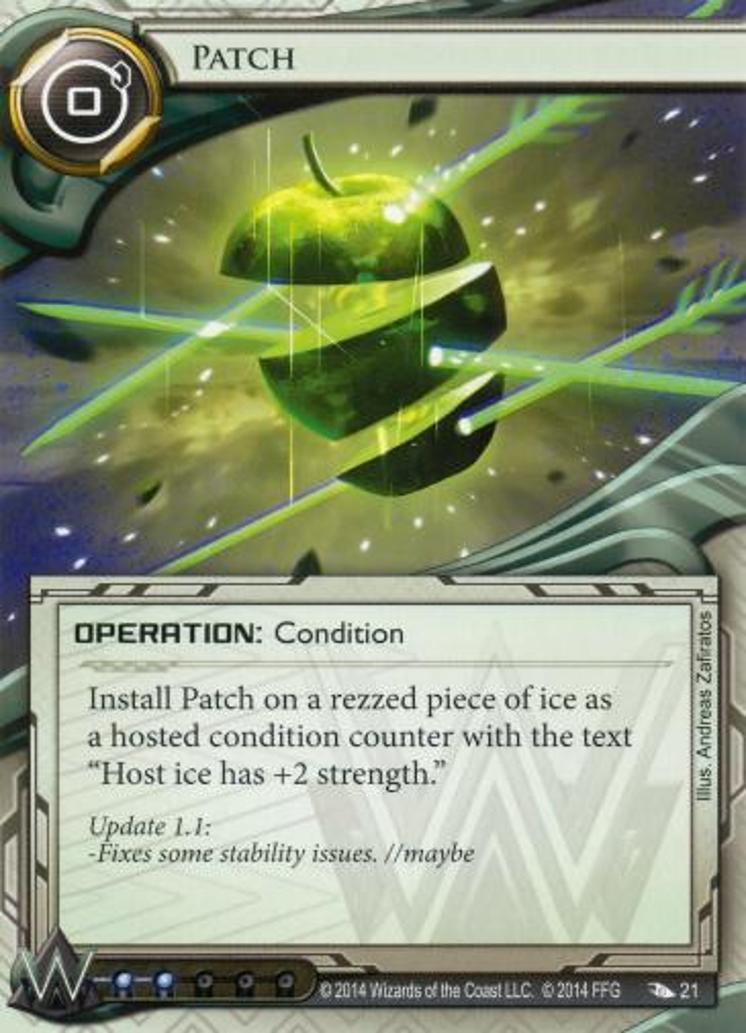 PATCH
OPERATION: Condition
Install Patch on a rezzed piece of ice as
a hosted condition counter with the text
“Host ice has +2 strength.”
Update 1.1:
-Fixes some stability issues. //maybe
Illus. Andreas Zafiratos
© 2014 Wizards of the Coast LLC. © 2014 FFG
21